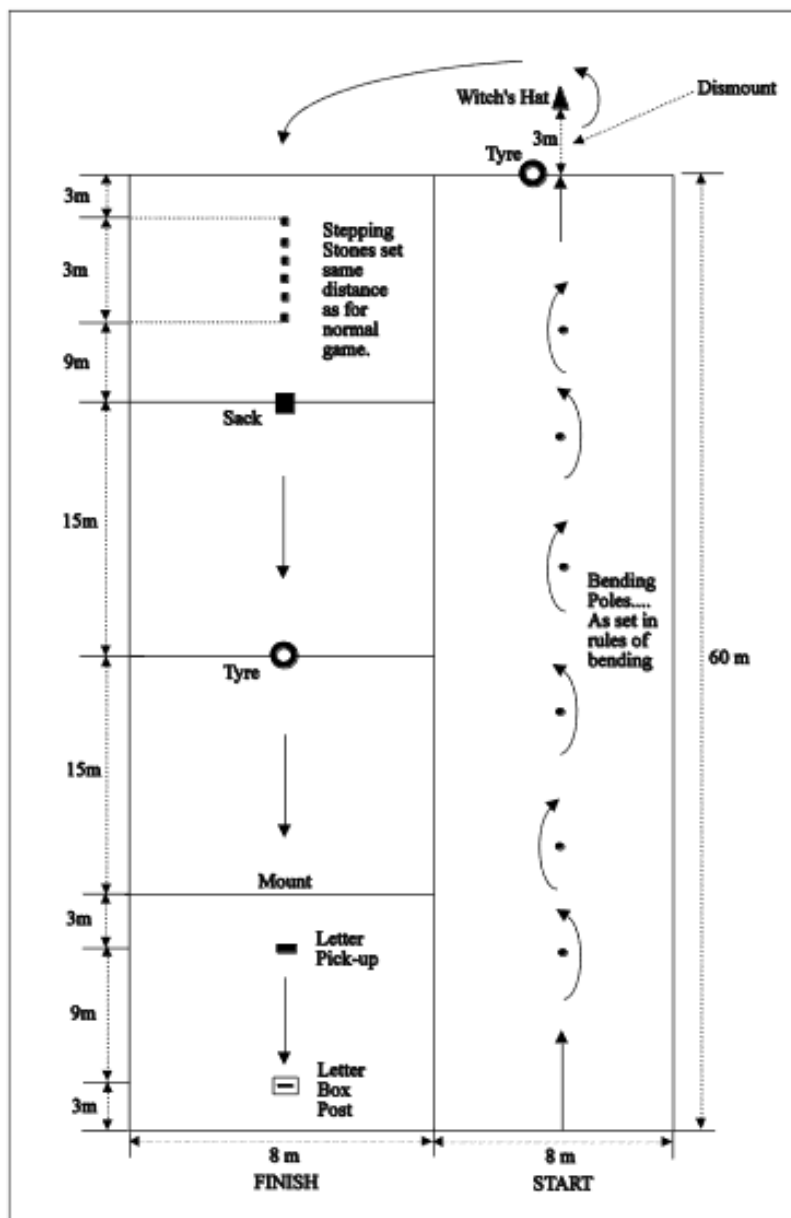 Witch's Hat
Dismount
3m
Tyre
3m
3m
9m
Stepping
Stones set
same
distance
as for
normal
game.
Sack
15m
Tyre
Bending
Poles....
As set in
rules of
bending
60 m
15m
Mount
3m
Letter
Pick-up
9m
Letter
Box
Post
3m
8 m
8 m
FINISH
START